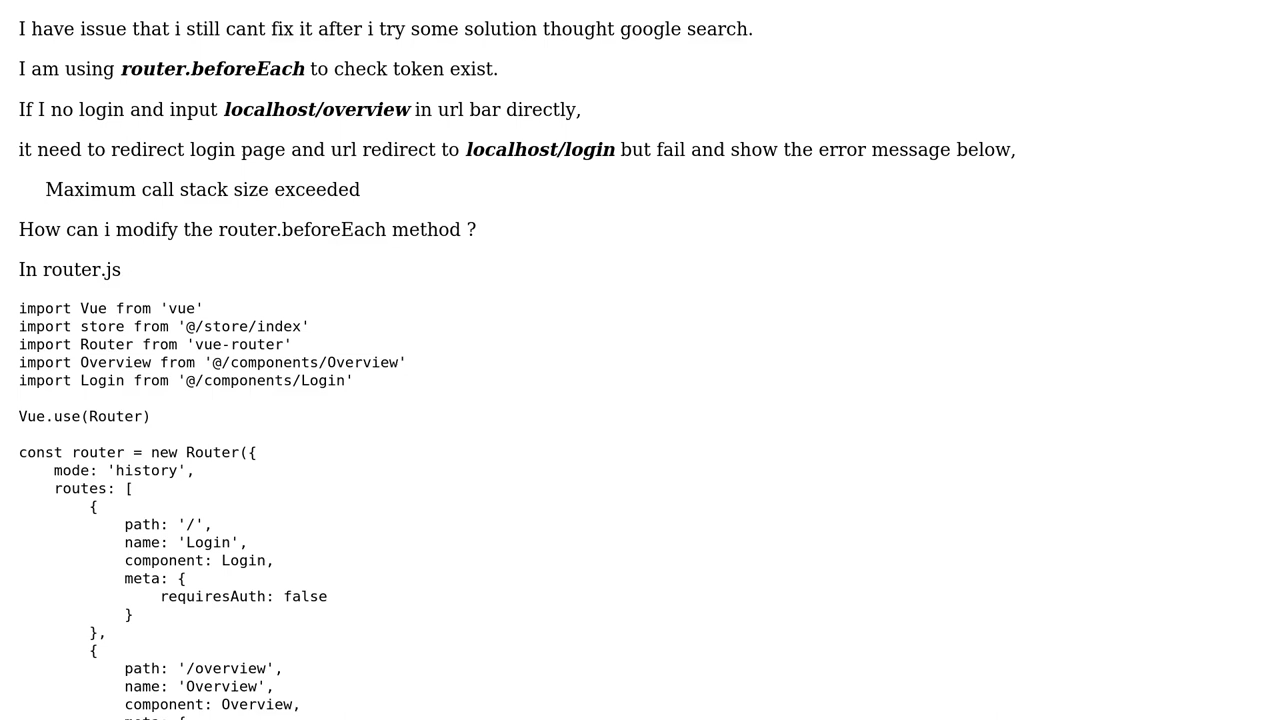 I have issue that i still cant fix it after i try some solution thought google search.
I am using router.beforeEach to check token exist.
If I no login and input localhost/overview in url bar directly,
it need to redirect login page and url redirect to localhost/login but fail and show the error message below,
Maximum call stack size exceeded
How can i modify the router.beforeEach method ?
In router.js
import Vue from 'vue'
import store from '@/store/index'
import Router from 'vue-router'
import Overview from '@/components/Overview'
import Login from '@/components/Login'
Vue.use(Router)
const router = new Router({
    mode: 'history',
    routes: [
        {
            path: '/',
            name: 'Login',
            component: Login,
            meta: {
                requiresAuth: false
            }
        },
        {
            path: '/overview',
            name: 'Overview',
            component: Overview,
            meta: {